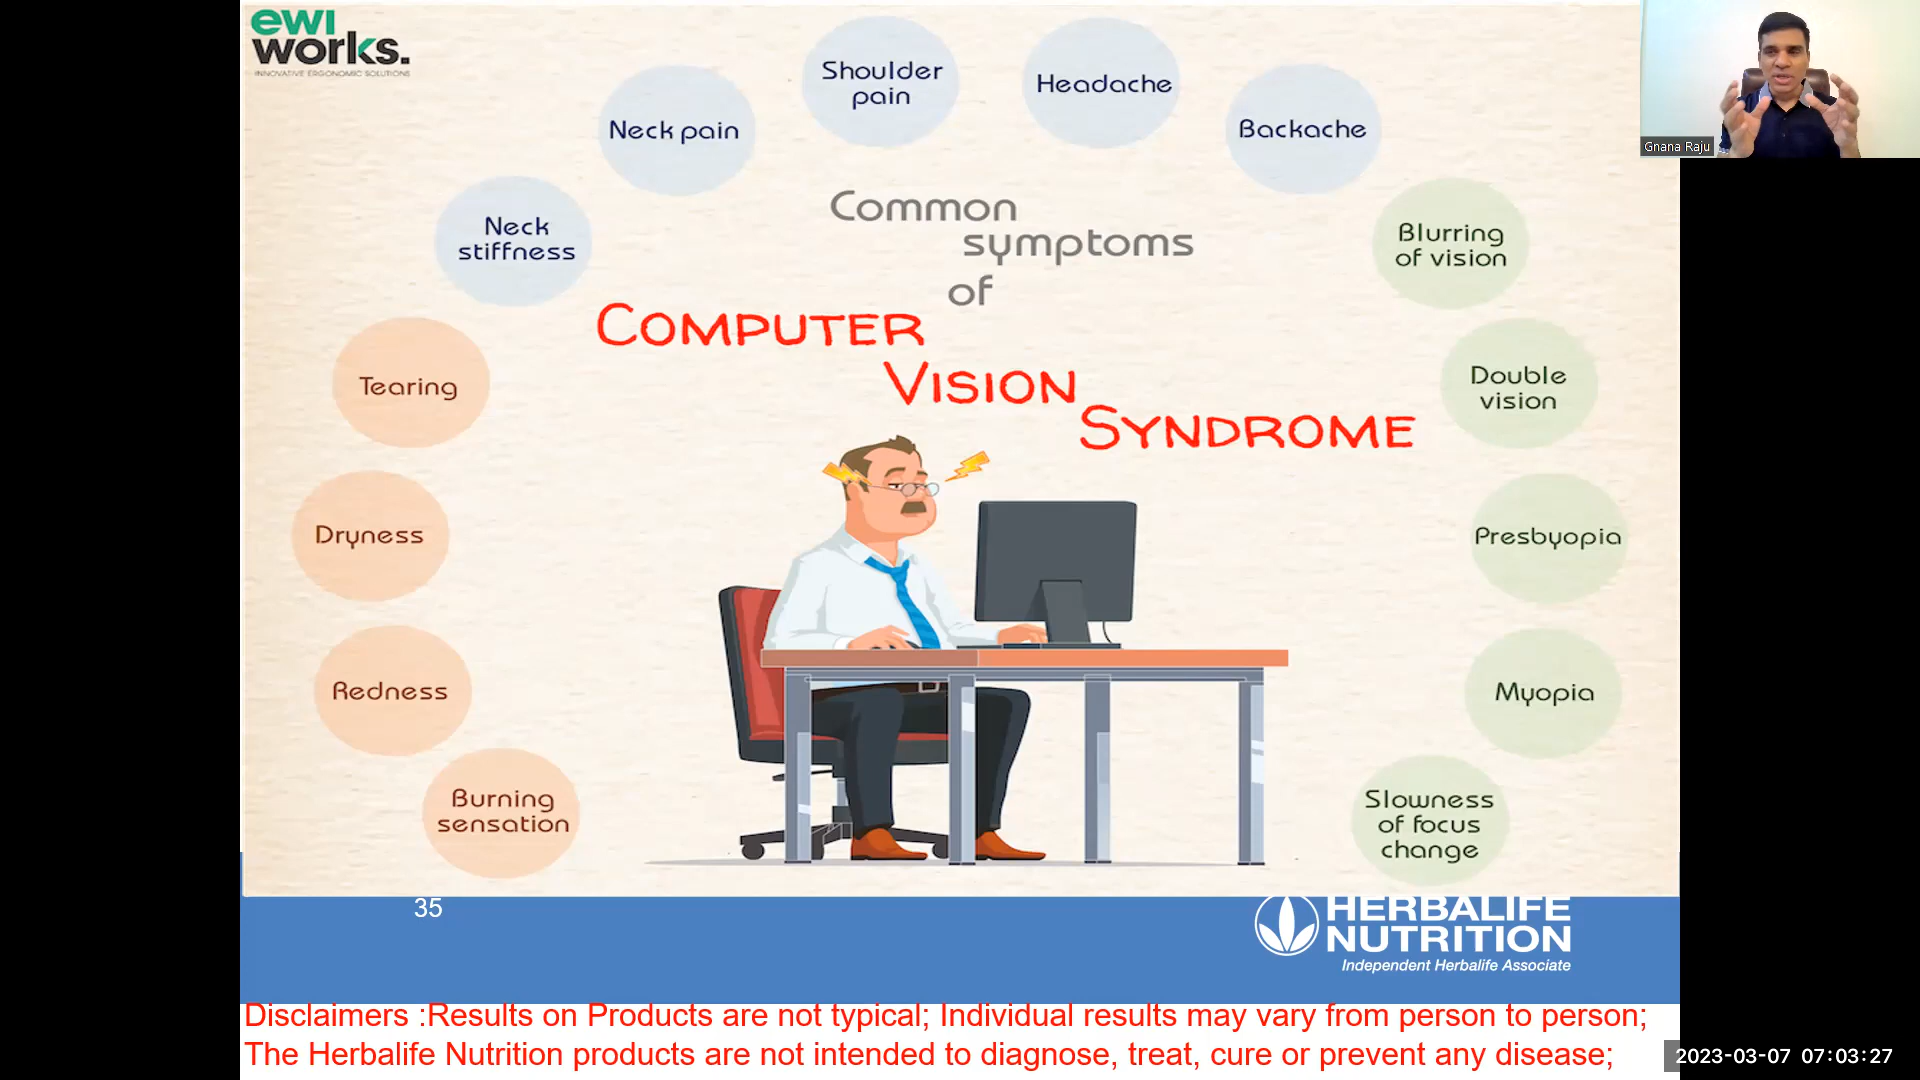 ewi
works.
INNOVATIVE ERGONOMIC SOLUTIONS
Shoulder
pain
Headache
Neck pain
Backache
Gnana Raju
Common
symptoms
of
Neck
stiffness
Blurring
of vision
COMPUTER
VISION
SYNDROME
Tearing
Double
vision
Dryness
Presbyopia
Redness
Myopia
Burning
sensation
Slowness
of focus
change
35
HERBALIFE
NUTRITION
Independent Herbalife Associate
Disclaimers :Results on Products are not typical; Individual results may vary from person to person;
The Herbalife Nutrition products are not intended to diagnose, treat, cure or prevent any disease;
2023-03-07 07:03:27